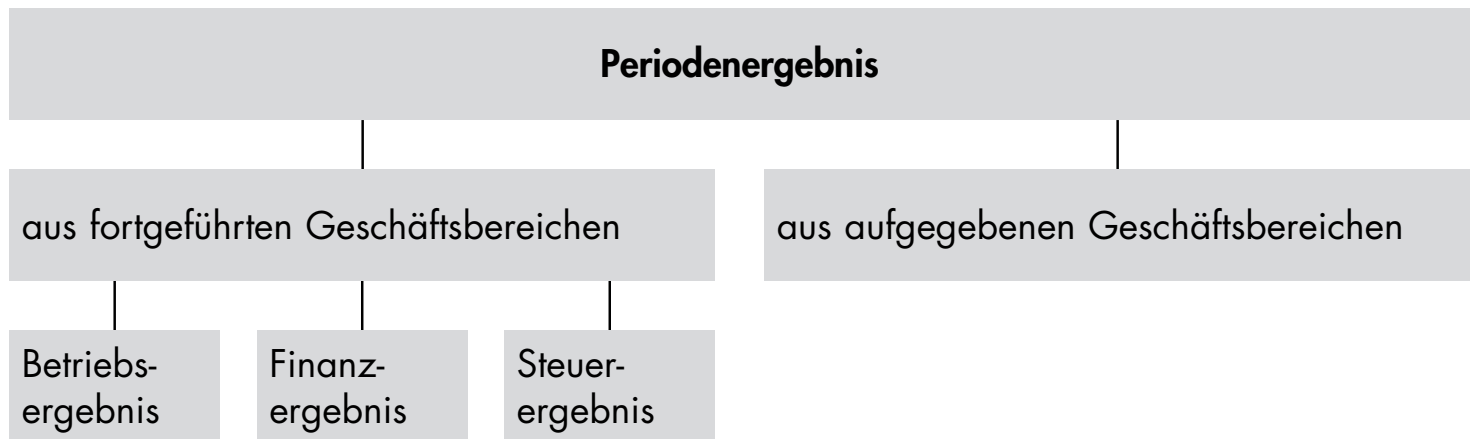 Periodenergebnis
aus fortgeführten Geschäftsbereichen
aus aufgegebenen Geschäftsbereichen
Betriebs-
ergebnis
Finanz-
ergebnis
Steuer-
ergebnis